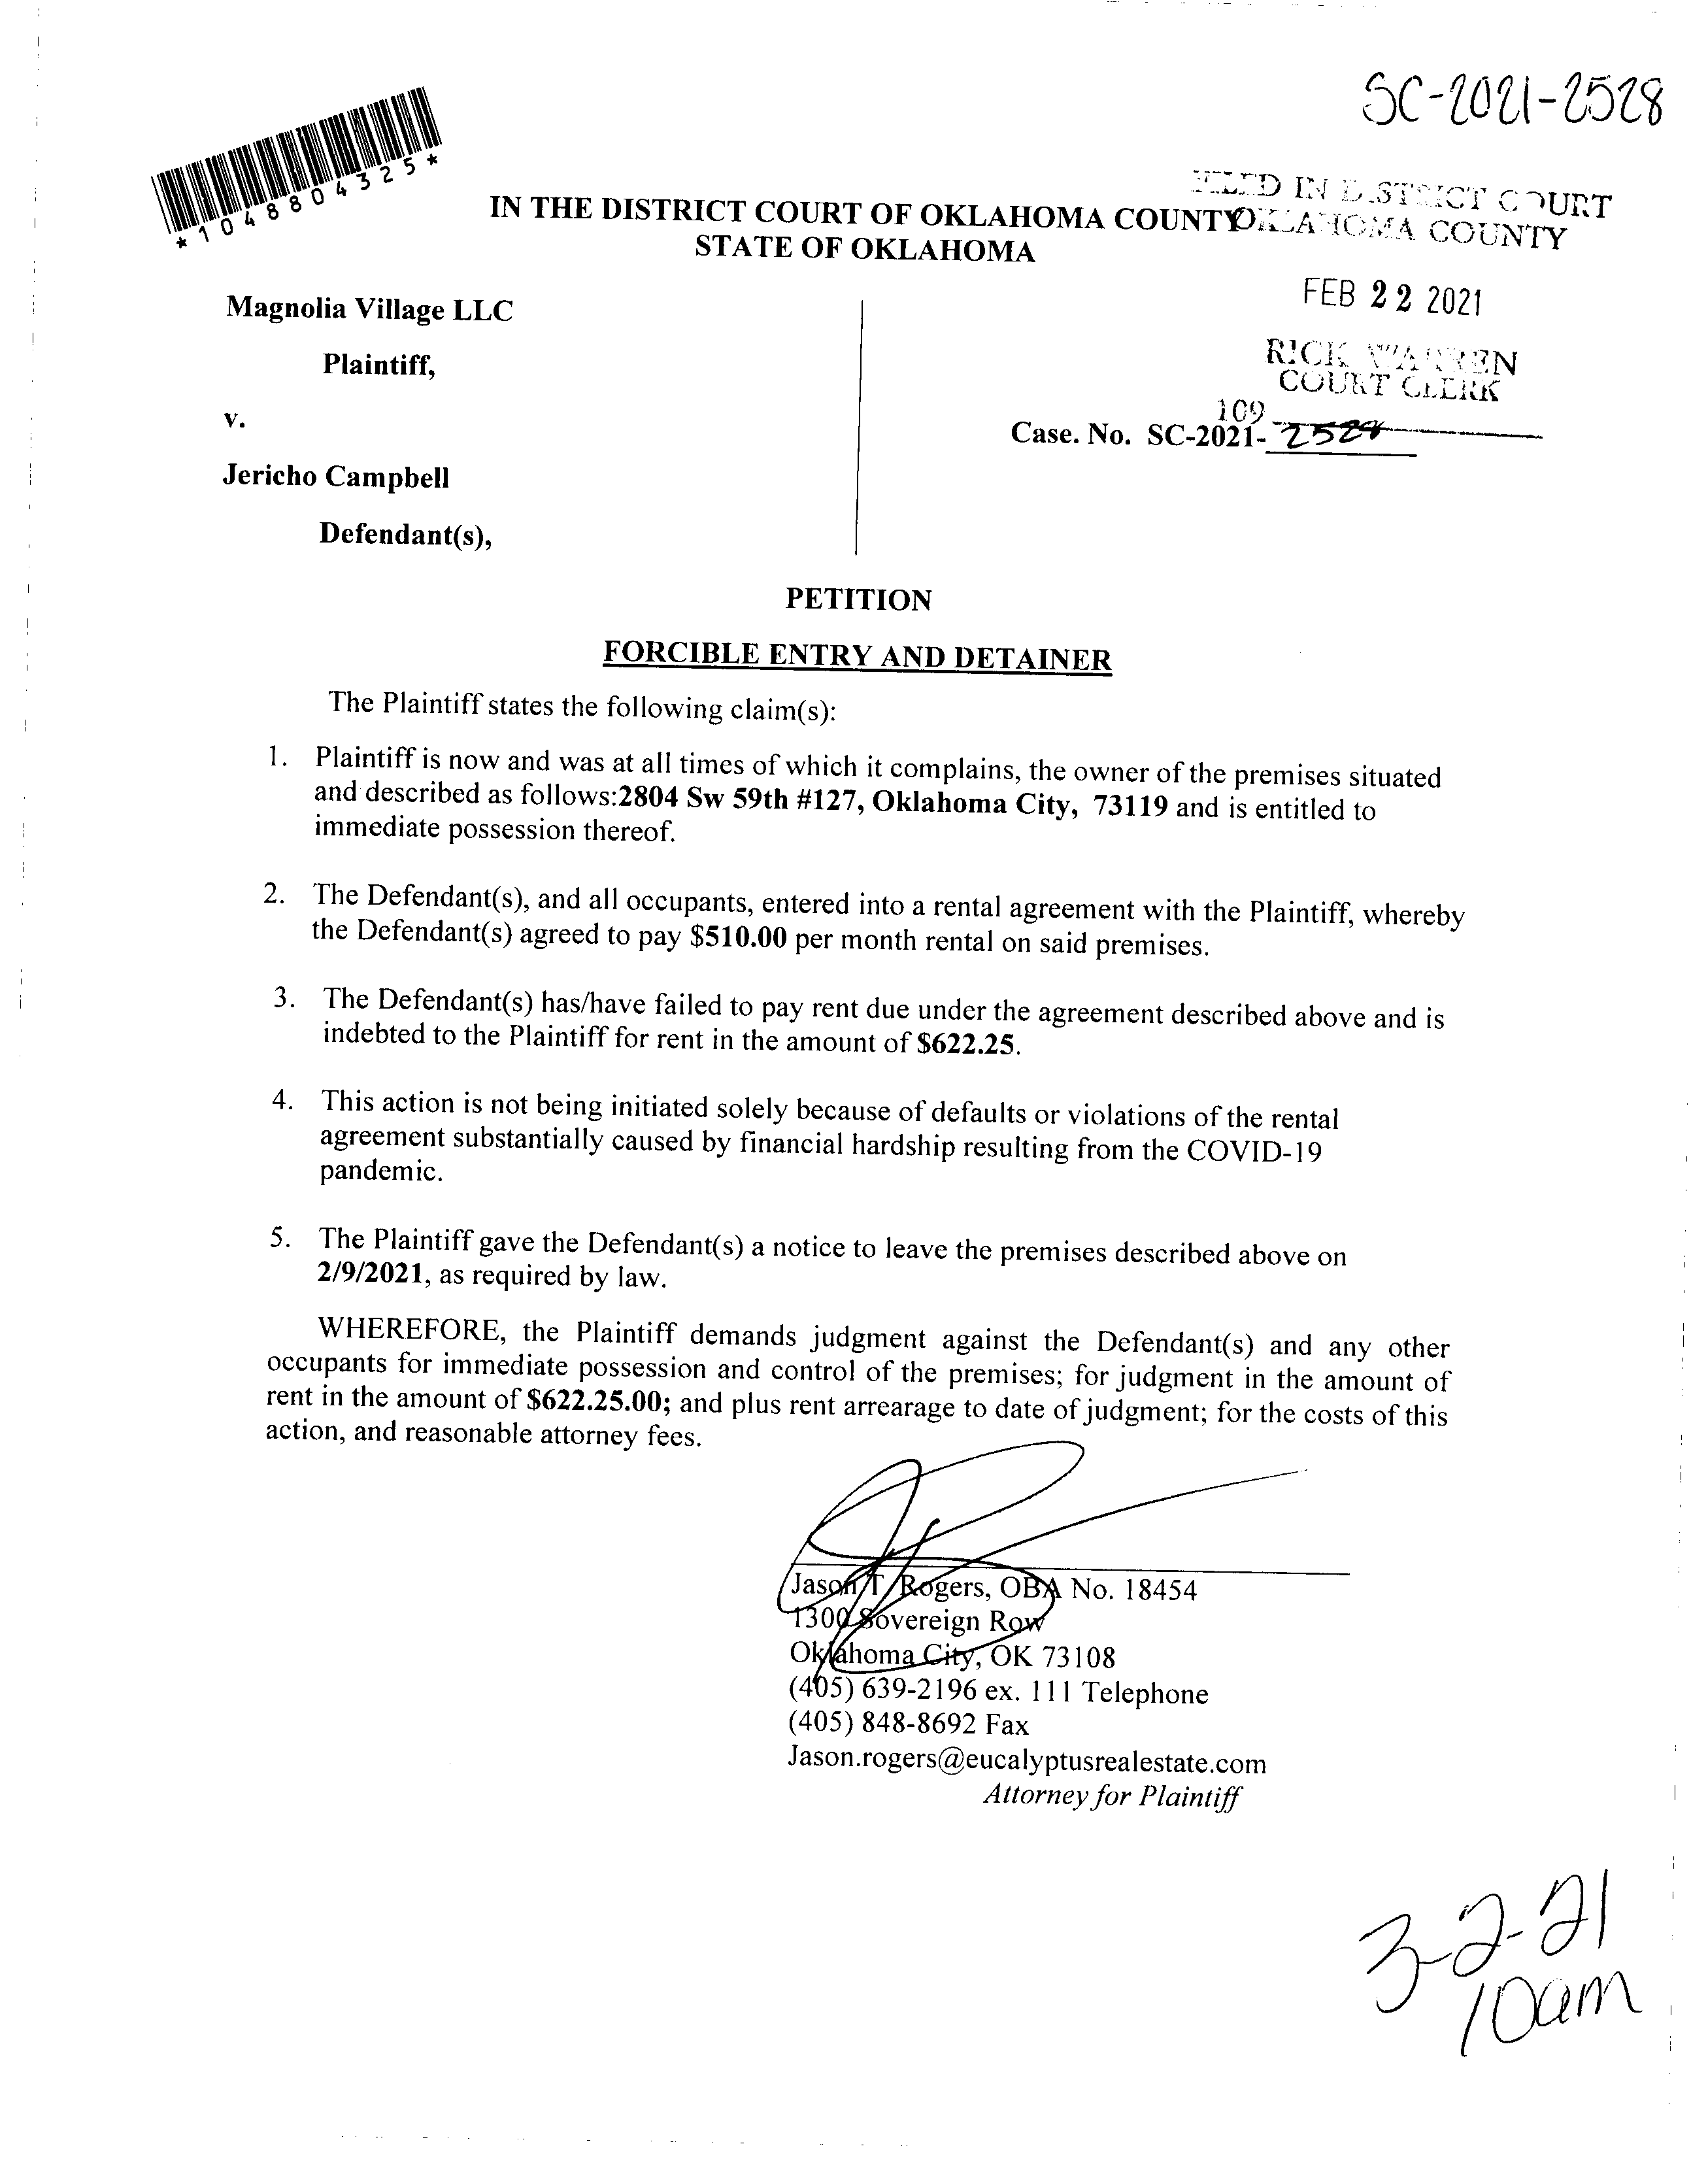 SC-2021-2528
*1048804325*
FILED IN DISTRICT COURT
OKLAHOMA COUNTY
IN THE DISTRICT COURT OF OKLAHOMA COUNTY
STATE OF OKLAHOMA
FEB 22 2021
RICK WARREN
COURT CLERK
109
Magnolia Village LLC
Plaintiff,
v.
Case. No. SC-2021-2528
Jericho Campbell
Defendant(s),
PETITION
FORCIBLE ENTRY AND DETAINER
The Plaintiff states the following claim(s):
1. Plaintiff is now and was at all times of which it complains, the owner of the premises situated
and described as follows:2804 Sw 59th #127, Oklahoma City, 73119 and is entitled to
immediate possession thereof.
2. The Defendant(s), and all occupants, entered into a rental agreement with the Plaintiff, whereby
the Defendant(s) agreed to pay $510.00 per month rental on said premises.
3. The Defendant(s) has/have failed to pay rent due under the agreement described above and is
indebted to the Plaintiff for rent in the amount of $622.25.
4. This action is not being initiated solely because of defaults or violations of the rental
agreement substantially caused by financial hardship resulting from the COVID-19
pandemic.
5. The Plaintiff gave the Defendant(s) a notice to leave the premises described above on
2/9/2021, as required by law.
WHEREFORE, the Plaintiff demands judgment against the Defendant(s) and any other
occupants for immediate possession and control of the premises; for judgment in the amount of
rent in the amount of $622.25.00; and plus rent arrearage to date of judgment; for the costs of this
action, and reasonable attorney fees.
Jason T. Rogers, OBA No. 18454
1300 Sovereign Row
Oklahoma City, OK 73108
(405) 639-2196 ex. 111 Telephone
(405) 848-8692 Fax
Jason.rogers@eucalyptusrealestate.com
Attorney for Plaintiff
3-2-21
10am